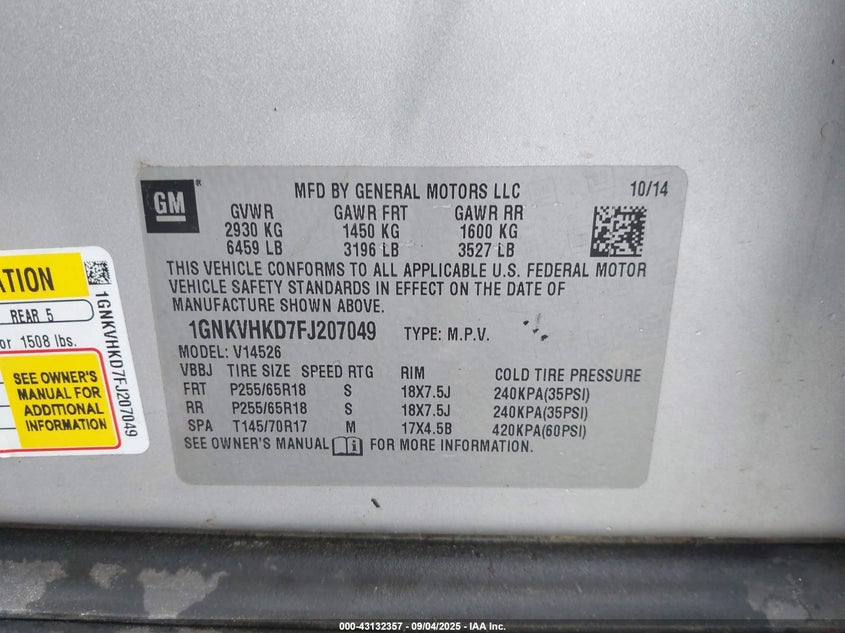 GM
MFD BY GENERAL MOTORS LLC 10/14
GVWR GAWR FRT GAWR RR
2930 KG 1450 KG 1600 KG
6459 LB 3196 LB 3527 LB
THIS VEHICLE CONFORMS TO ALL APPLICABLE U.S. FEDERAL MOTOR
VEHICLE SAFETY STANDARDS IN EFFECT ON THE DATE OF
MANUFACTURE SHOWN ABOVE.
1GNKVHKD7FJ207049 TYPE: M.P.V.
MODEL: V14526
VBBJ TIRE SIZE SPEED RTG RIM COLD TIRE PRESSURE
FRT P255/65R18 S 18X7.5J 240KPA(35PSI)
RR P255/65R18 S 18X7.5J 240KPA(35PSI)
SPA T145/70R17 M 17X4.5B 420KPA(60PSI)
SEE OWNER'S MANUAL FOR MORE INFORMATION.
REAR 5
or 1508 lbs.
SEE OWNER'S
MANUAL FOR
ADDITIONAL
INFORMATION
1GNKVHKD7FJ207049
000-43132357 - 09/04/2025 - IAA Inc.